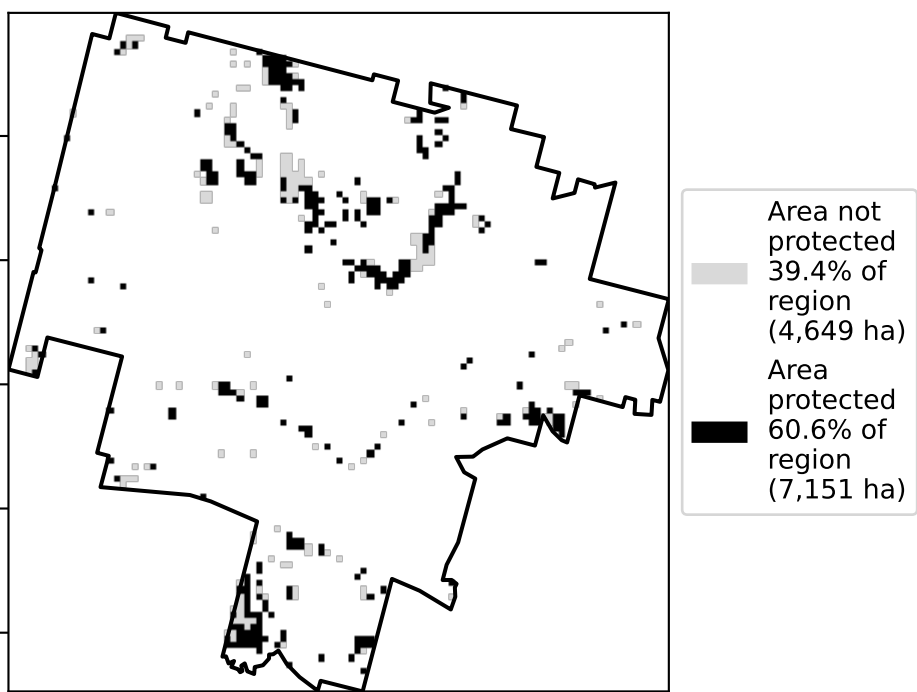 Area not
protected
39.4% of
region
(4,649 ha)
Area
protected
60.6% of
region
(7,151 ha)